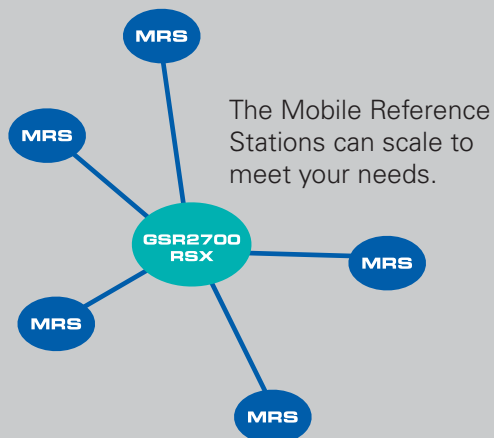 MRS
The Mobile Reference
Stations can scale to
meet your needs.
MRS
GSR2700
RSX
MRS
MRS
MRS